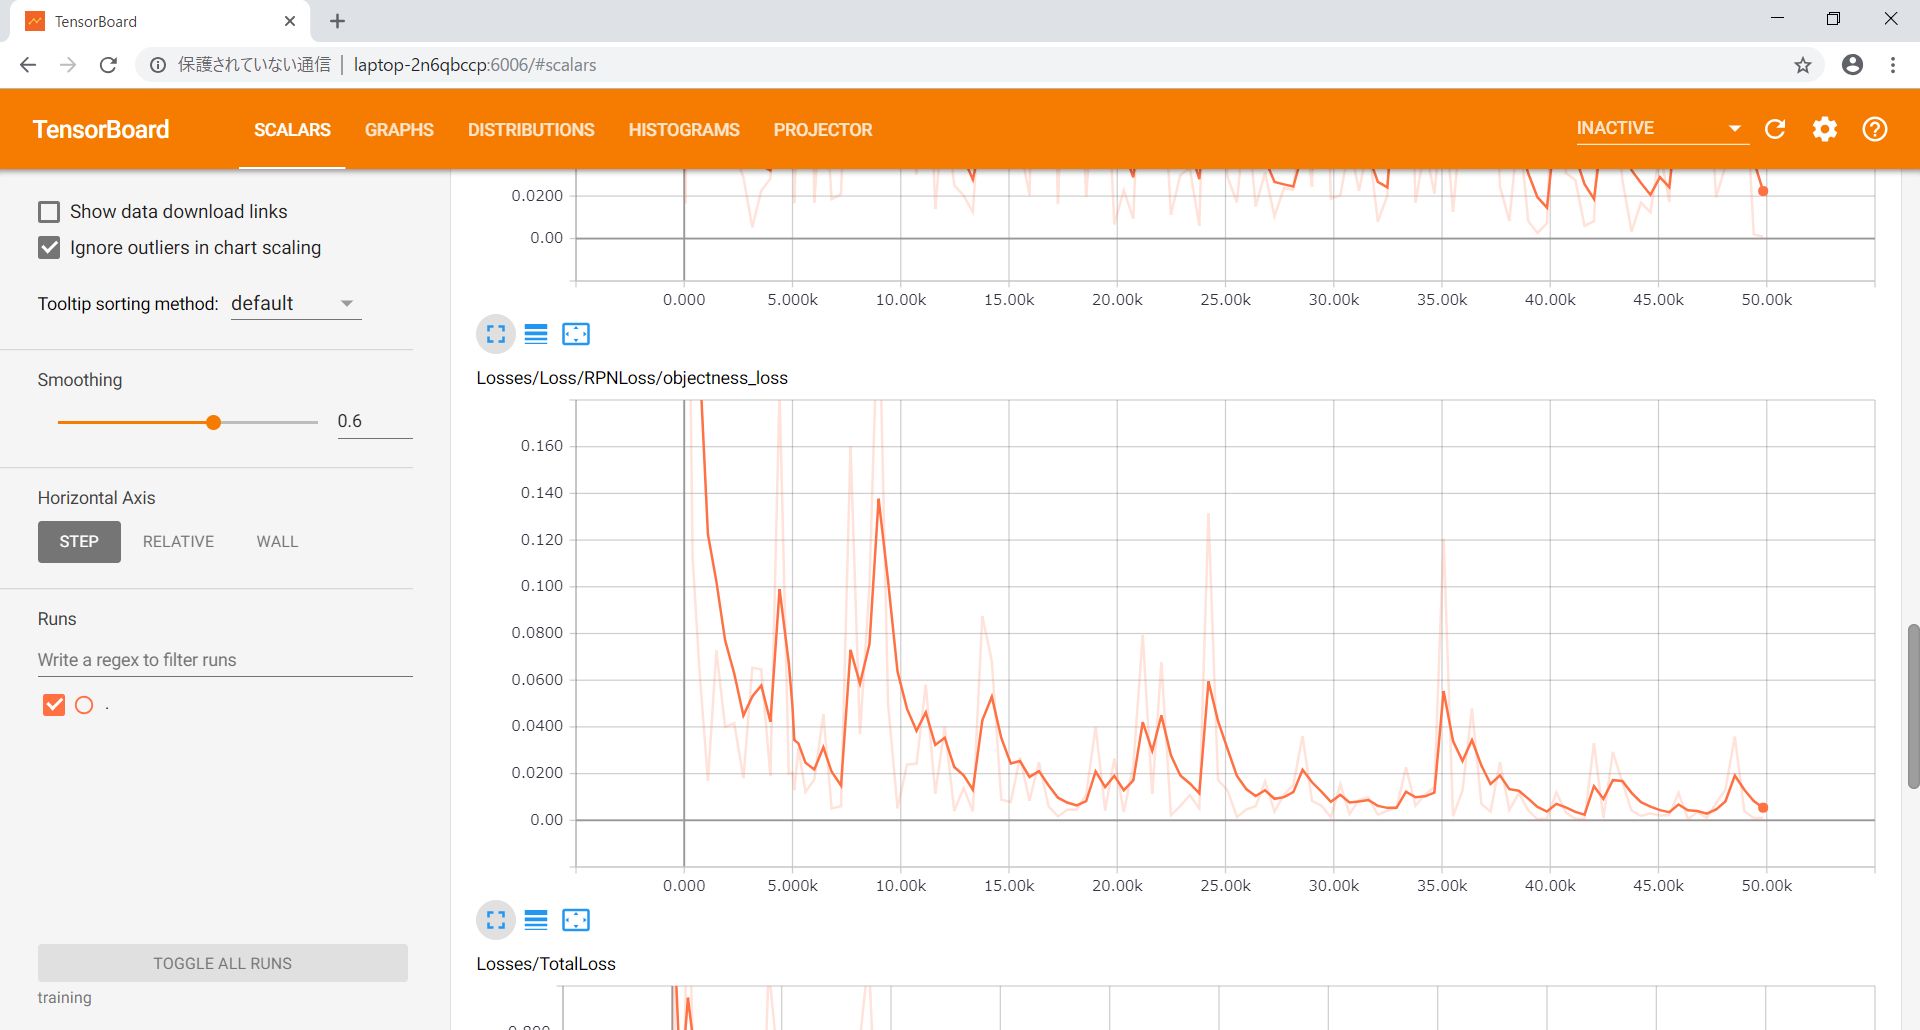 TensorBoard
保護されていない通信 | laptop-2n6qbccp:6006/#scalars
TensorBoard
SCALARS GRAPHS DISTRIBUTIONS HISTOGRAMS PROJECTOR
INACTIVE
Show data download links
Ignore outliers in chart scaling
Tooltip sorting method: default
Smoothing
0.6
Horizontal Axis
STEP RELATIVE WALL
Runs
Write a regex to filter runs
.
TOGGLE ALL RUNS
training
0.0200
0.00
0.000 5.000k 10.00k 15.00k 20.00k 25.00k 30.00k 35.00k 40.00k 45.00k 50.00k
Losses/Loss/RPNLoss/objectness_loss
0.160
0.140
0.120
0.100
0.0800
0.0600
0.0400
0.0200
0.00
0.000 5.000k 10.00k 15.00k 20.00k 25.00k 30.00k 35.00k 40.00k 45.00k 50.00k
Losses/TotalLoss